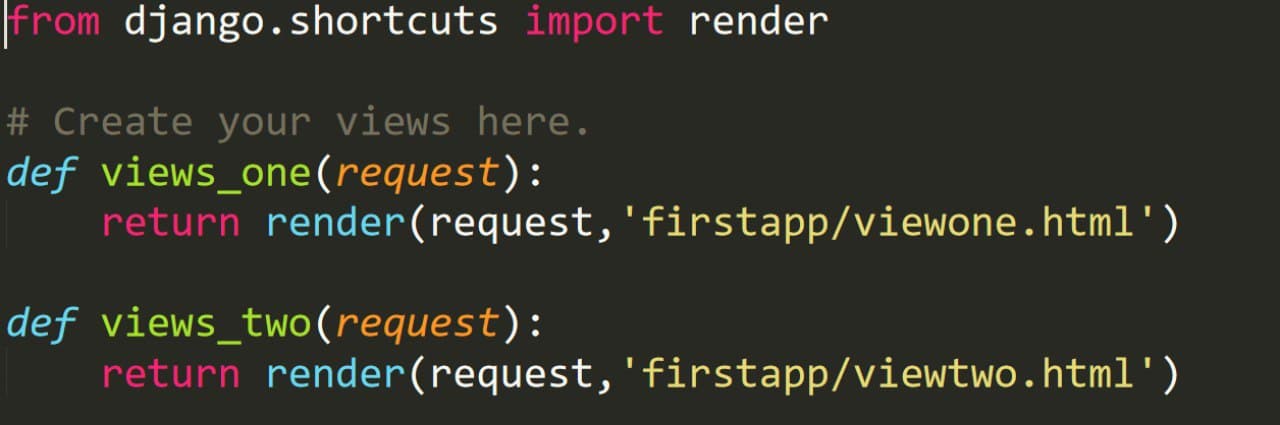 from django.shortcuts import render
# Create your views here.
def views_one(request):
    return render(request,'firstapp/viewone.html')
def views_two(request):
    return render(request,'firstapp/viewtwo.html')